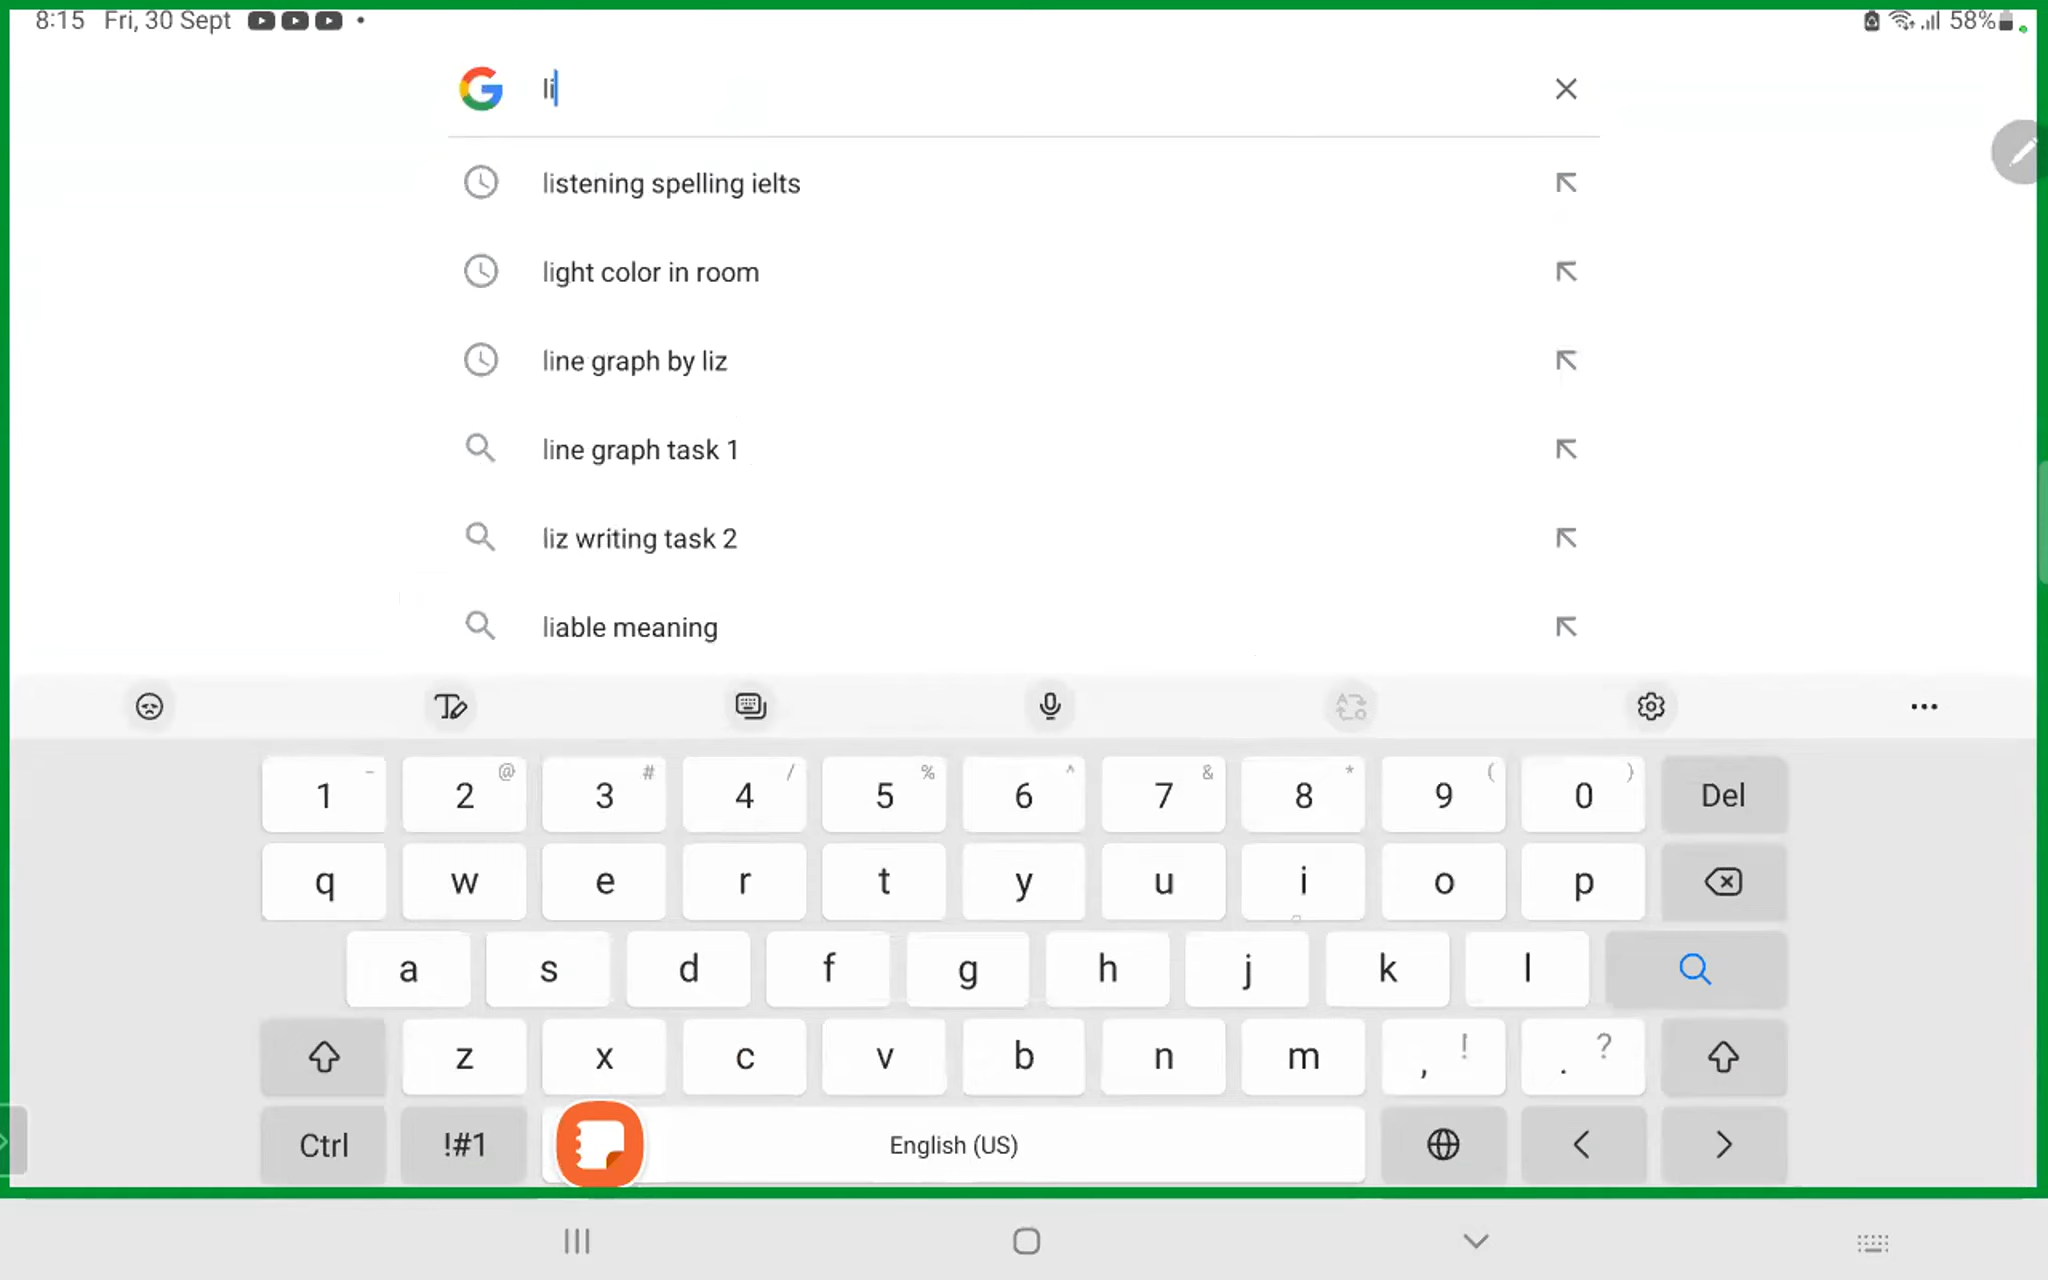 8:15 Fri, 30 Sept 58%
li
listening spelling ielts
light color in room
line graph by liz
line graph task 1
liz writing task 2
liable meaning
1 - 2 @ 3 # 4 / 5 % 6 ^ 7 & 8 * 9 ( 0 ) Del
q w e r t y u i o p
a s d f g h j k l
z x c v b n m , ! . ?
Ctrl !#1 English (US) < >